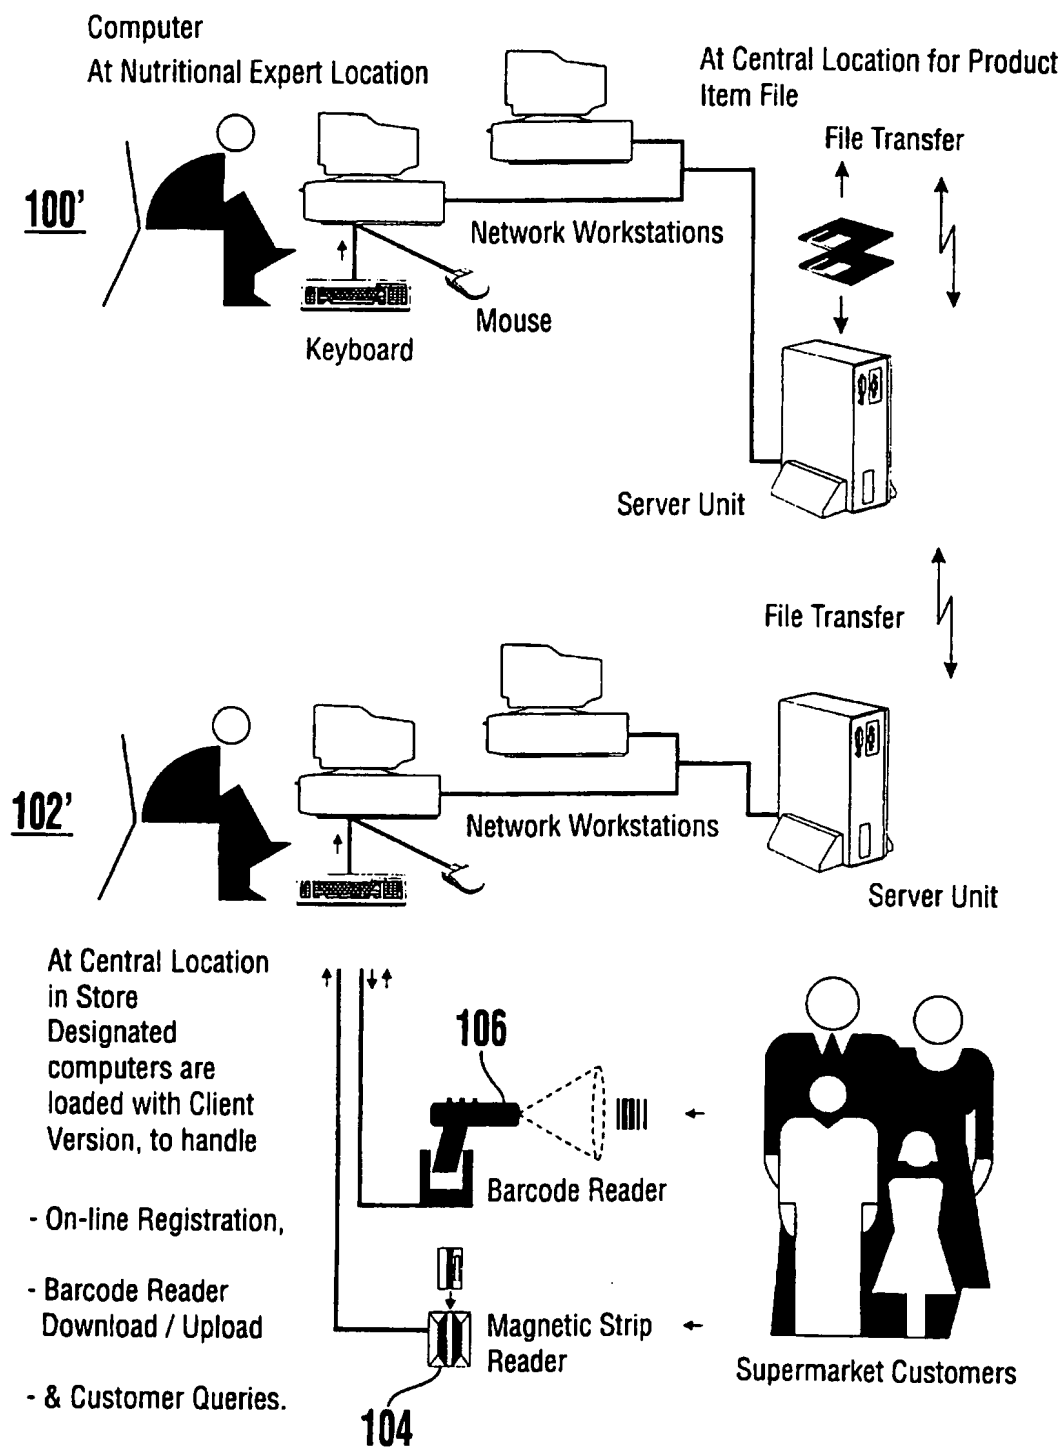 Computer
At Nutritional Expert Location
At Central Location for Product
Item File
File Transfer
100'
Network Workstations
Mouse
Keyboard
Server Unit
File Transfer
102'
Network Workstations
Server Unit
At Central Location
in Store
Designated
computers are
loaded with Client
Version, to handle
- On-line Registration,
- Barcode Reader
Download / Upload
- & Customer Queries.
106
Barcode Reader
Magnetic Strip
Reader
104
Supermarket Customers